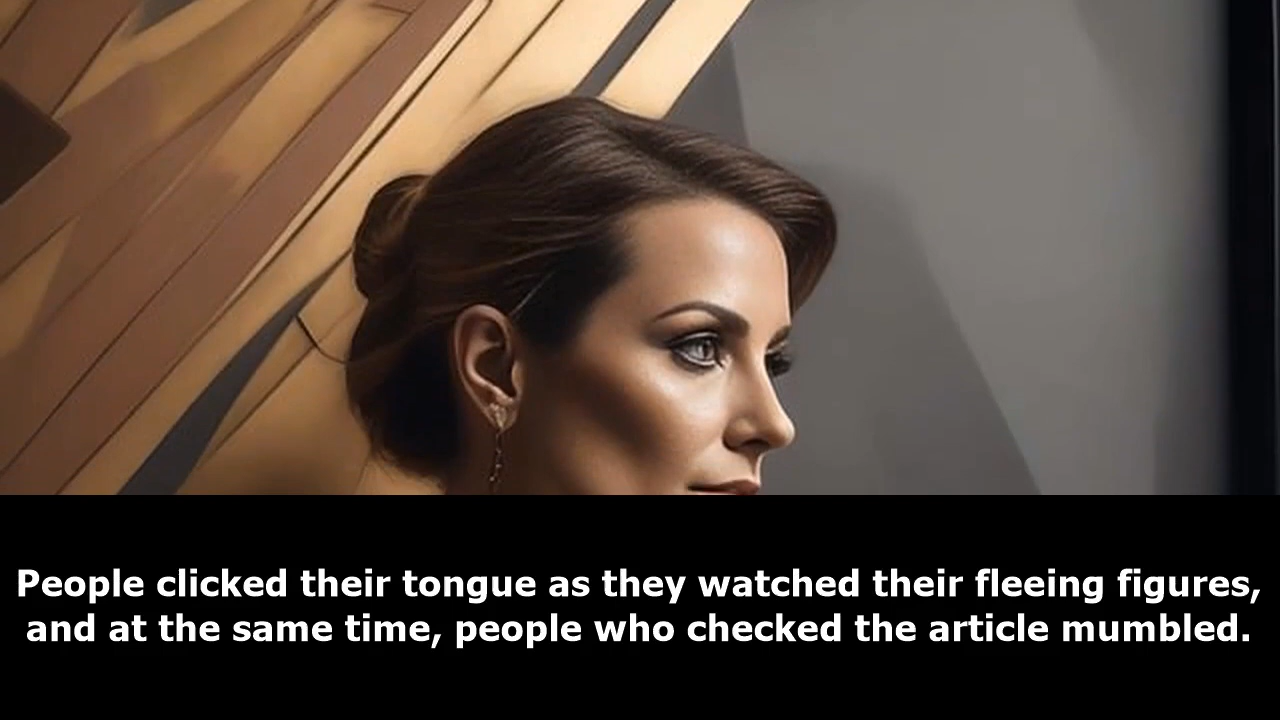 People clicked their tongue as they watched their fleeing figures,
and at the same time, people who checked the article mumbled.